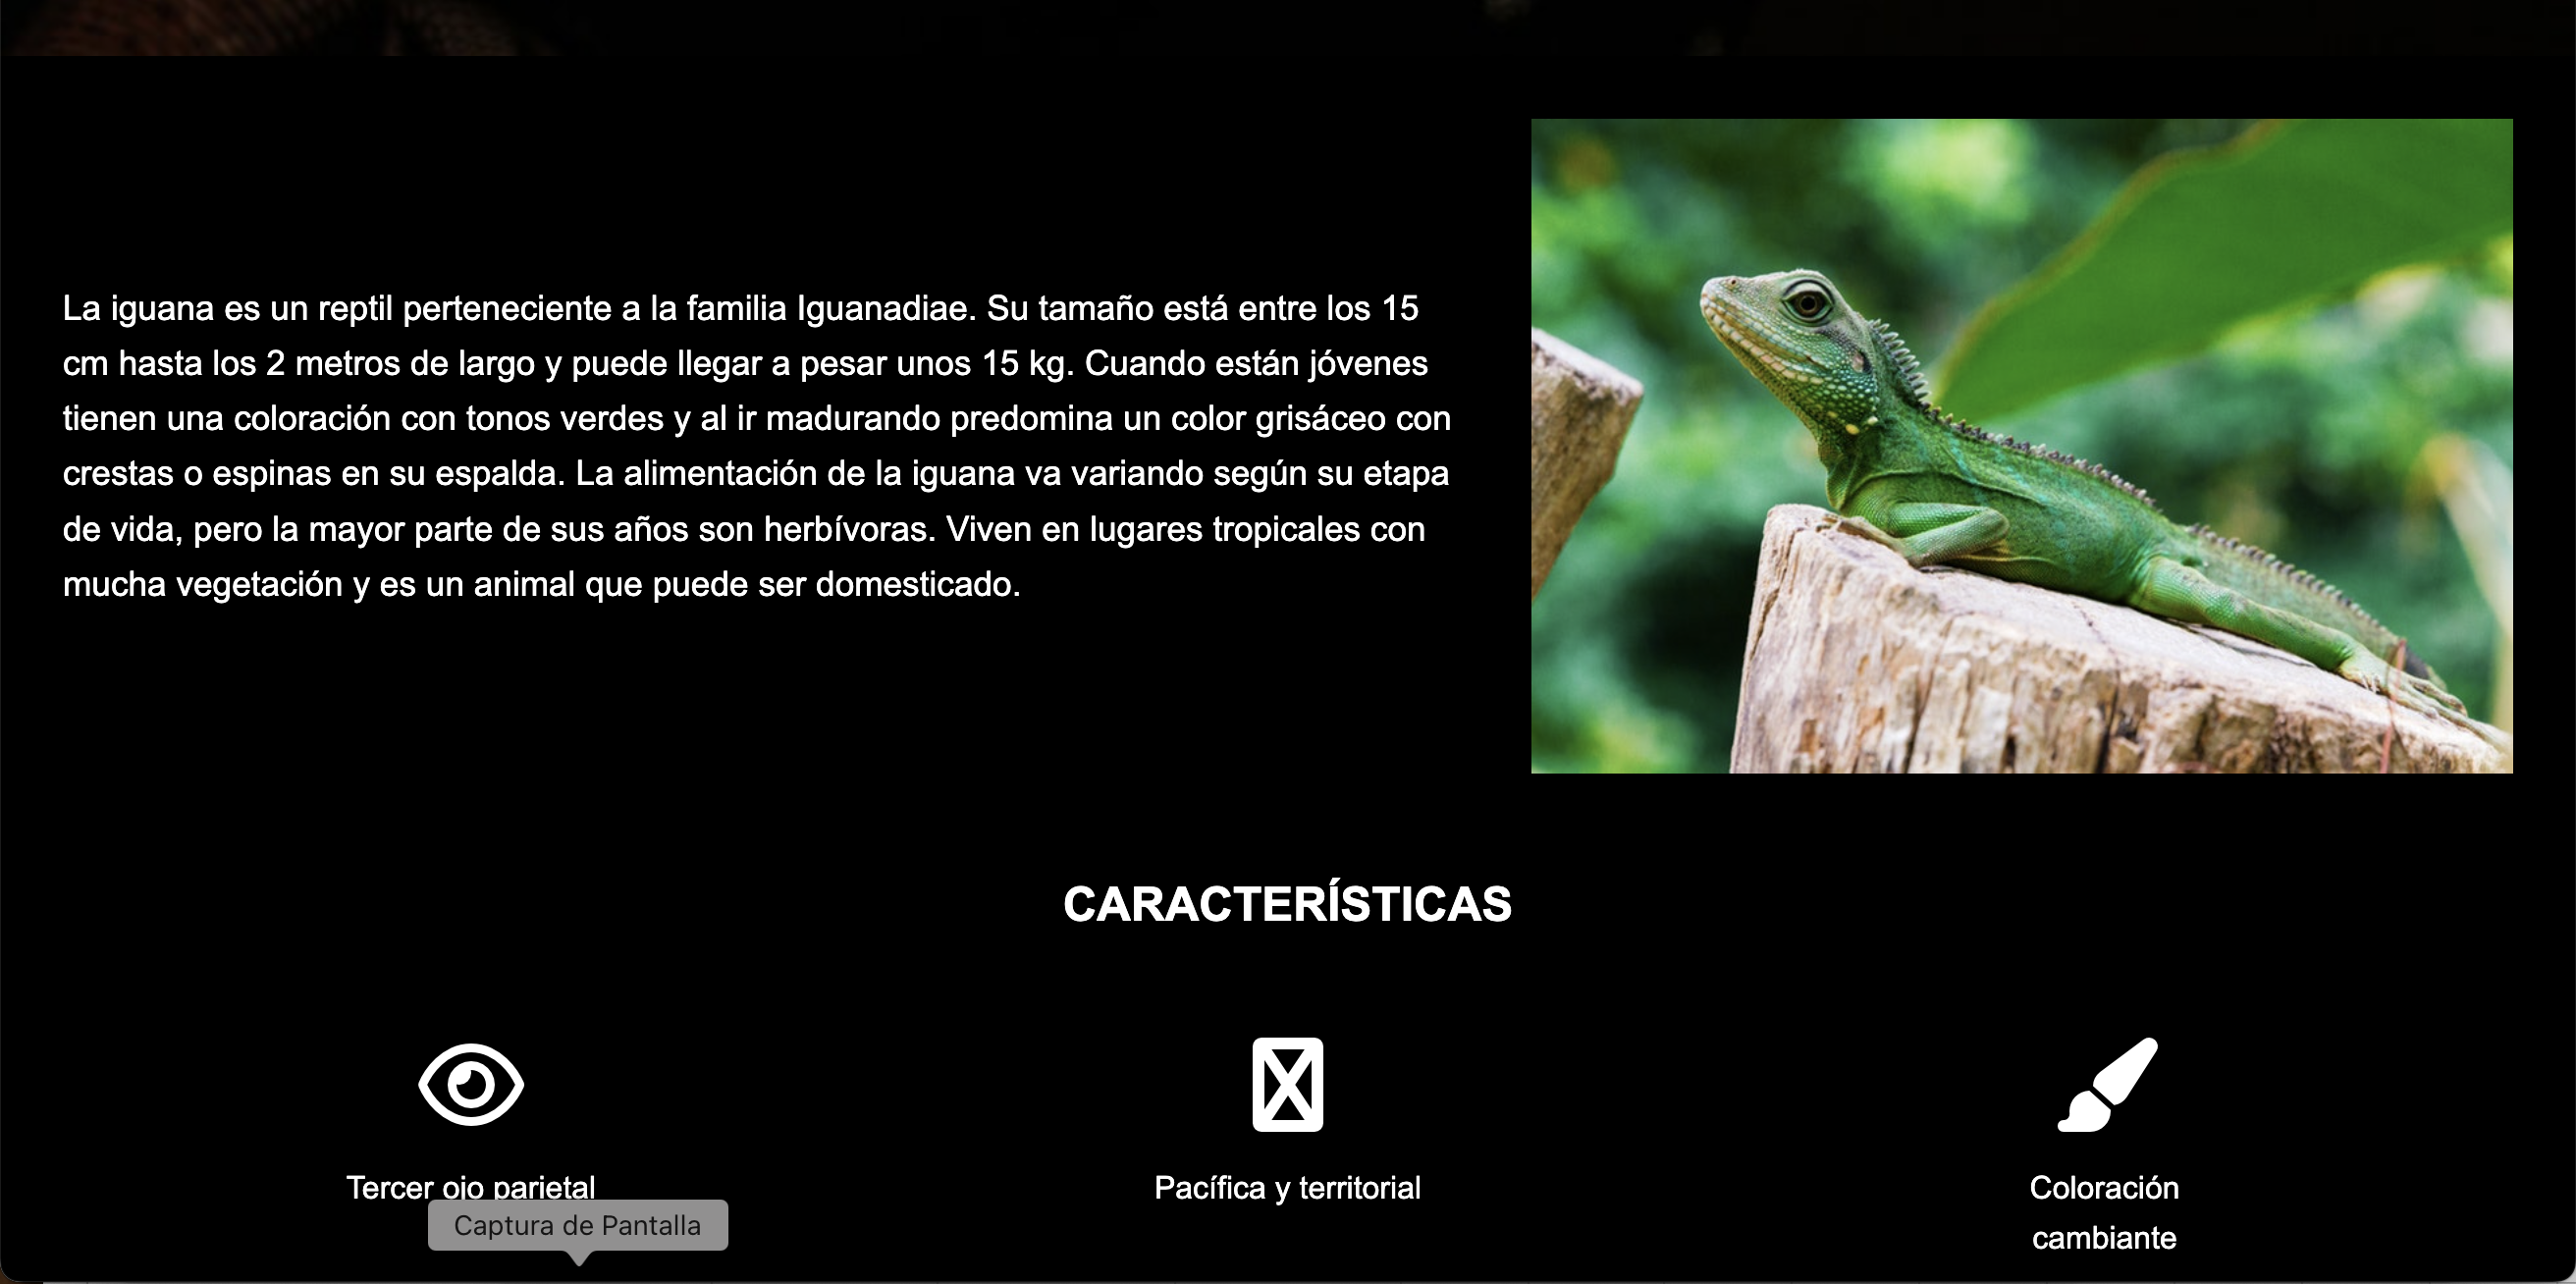 La iguana es un reptil perteneciente a la familia Iguanadiae. Su tamaño está entre los 15
cm hasta los 2 metros de largo y puede llegar a pesar unos 15 kg. Cuando están jóvenes
tienen una coloración con tonos verdes y al ir madurando predomina un color grisáceo con
crestas o espinas en su espalda. La alimentación de la iguana va variando según su etapa
de vida, pero la mayor parte de sus años son herbívoras. Viven en lugares tropicales con
mucha vegetación y es un animal que puede ser domesticado.
CARACTERÍSTICAS
Tercer ojo parietal
Pacífica y territorial
Coloración
cambiante
Captura de Pantalla